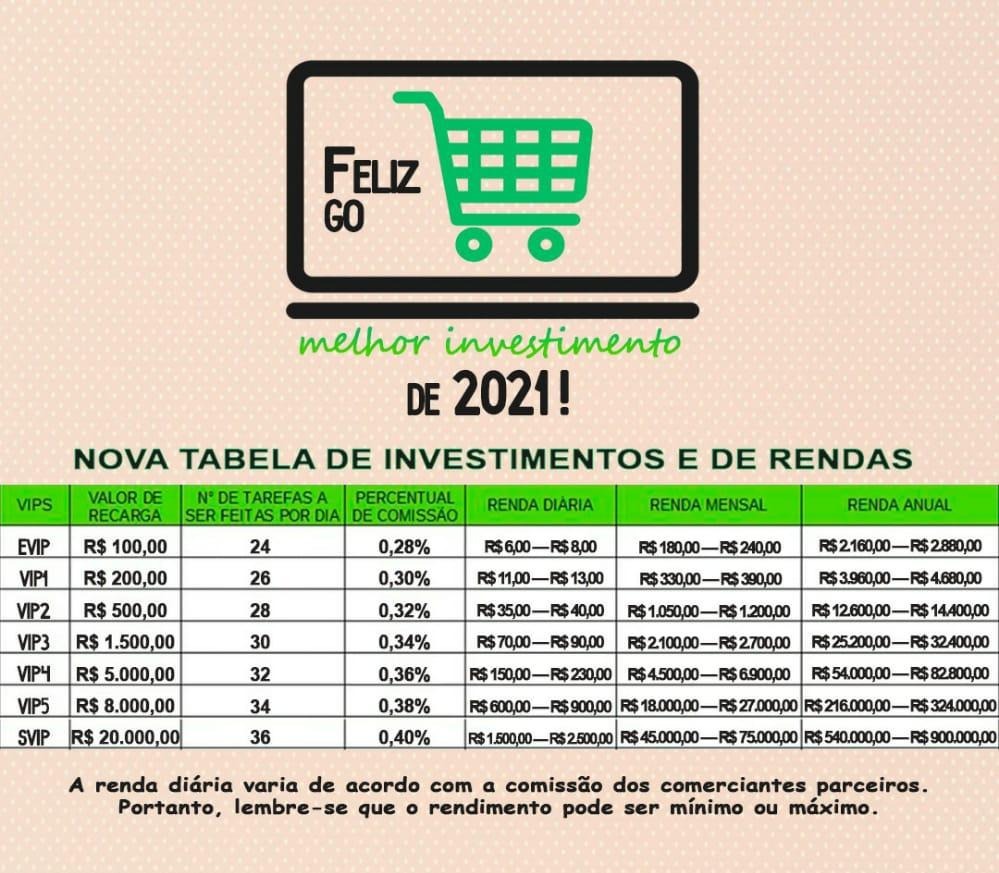 FELIZ
GO
melhor investimento
DE 2021!
NOVA TABELA DE INVESTIMENTOS E DE RENDAS
VIPS VALOR DE RECARGA N° DE TAREFAS A SER FEITAS POR DIA PERCENTUAL DE COMISSÃO RENDA DIÁRIA RENDA MENSAL RENDA ANUAL
EVIP R$ 100,00 24 0,28% R$ 6,00 — R$ 8,00 R$ 180,00 — R$ 240,00 R$ 2.160,00 — R$ 2.880,00
VIP1 R$ 200,00 26 0,30% R$ 11,00 — R$ 13,00 R$ 330,00 — R$ 390,00 R$ 3.960,00 — R$ 4.680,00
VIP2 R$ 500,00 28 0,32% R$ 35,00 — R$ 40,00 R$ 1.050,00 — R$ 1.200,00 R$ 12.600,00 — R$ 14.400,00
VIP3 R$ 1.500,00 30 0,34% R$ 70,00 — R$ 90,00 R$ 2.100,00 — R$ 2.700,00 R$ 25.200,00 — R$ 32.400,00
VIP4 R$ 5.000,00 32 0,36% R$ 150,00 — R$ 230,00 R$ 4.500,00 — R$ 6.900,00 R$ 54.000,00 — R$ 82.800,00
VIP5 R$ 8.000,00 34 0,38% R$ 600,00 — R$ 900,00 R$ 18.000,00 — R$ 27.000,00 R$ 216.000,00 — R$ 324.000,00
SVIP R$ 20.000,00 36 0,40% R$ 1.500,00 — R$ 2.500,00 R$ 45.000,00 — R$ 75.000,00 R$ 540.000,00 — R$ 900.000,00
A renda diária varia de acordo com a comissão dos comerciantes parceiros.
Portanto, lembre-se que o rendimento pode ser mínimo ou máximo.